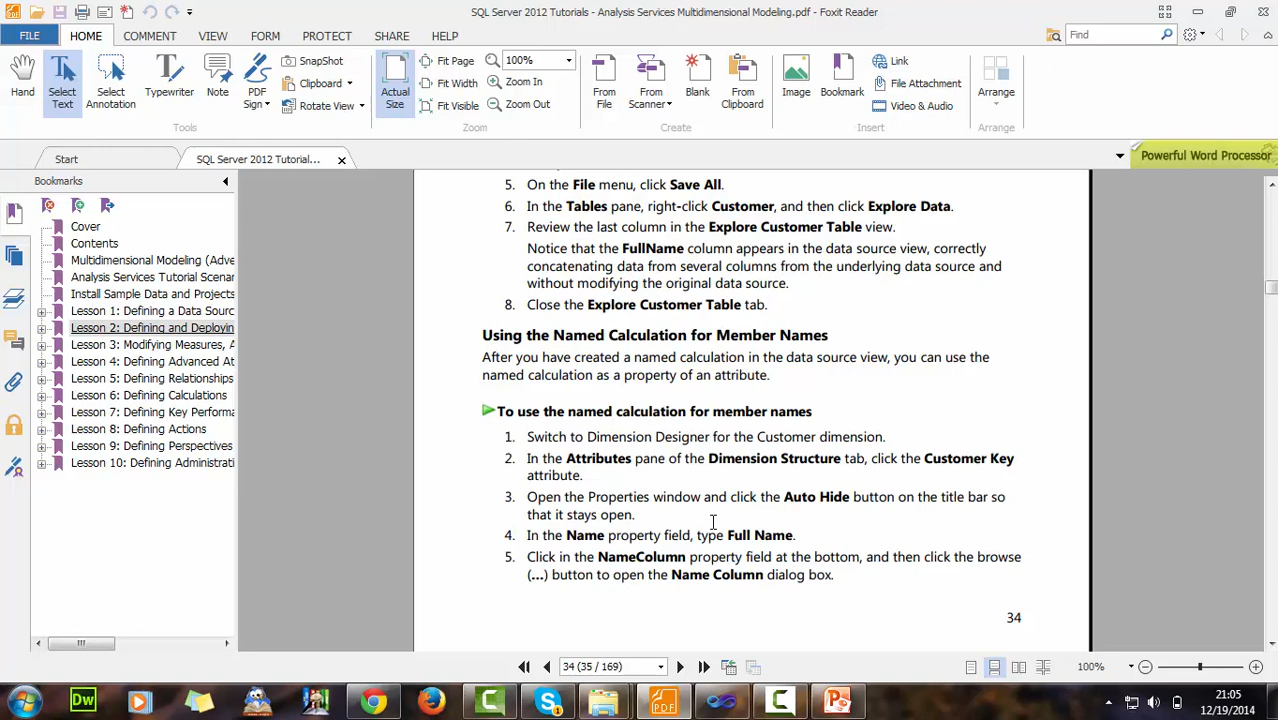 SQL Server 2012 Tutorials - Analysis Services Multidimensional Modeling.pdf - Foxit Reader
FILE HOME COMMENT VIEW FORM PROTECT SHARE HELP
Find
Hand
Select Text
Select Annotation
Typewriter
Note
PDF Sign
SnapShot
Clipboard
Rotate View
Tools
Actual Size
Fit Page
Fit Width
Fit Visible
100%
Zoom In
Zoom Out
Zoom
From File
From Scanner
Blank
From Clipboard
Create
Image
Bookmark
Link
File Attachment
Video & Audio
Insert
Arrange
Arrange
Start
SQL Server 2012 Tutorial...
Powerful Word Processor
Bookmarks
Cover
Contents
Multidimensional Modeling (Adve
Analysis Services Tutorial Scenar
Install Sample Data and Projects
Lesson 1: Defining a Data Sourc
Lesson 2: Defining and Deployin
Lesson 3: Modifying Measures, A
Lesson 4: Defining Advanced At
Lesson 5: Defining Relationships
Lesson 6: Defining Calculations
Lesson 7: Defining Key Performa
Lesson 8: Defining Actions
Lesson 9: Defining Perspectives
Lesson 10: Defining Administrati
5. On the File menu, click Save All.
6. In the Tables pane, right-click Customer, and then click Explore Data.
7. Review the last column in the Explore Customer Table view.
Notice that the FullName column appears in the data source view, correctly
concatenating data from several columns from the underlying data source and
without modifying the original data source.
8. Close the Explore Customer Table tab.
Using the Named Calculation for Member Names
After you have created a named calculation in the data source view, you can use the
named calculation as a property of an attribute.
To use the named calculation for member names
1. Switch to Dimension Designer for the Customer dimension.
2. In the Attributes pane of the Dimension Structure tab, click the Customer Key
attribute.
3. Open the Properties window and click the Auto Hide button on the title bar so
that it stays open.
4. In the Name property field, type Full Name.
5. Click in the NameColumn property field at the bottom, and then click the browse
(...) button to open the Name Column dialog box.
34
34 (35 / 169)
100%
21:05
12/19/2014